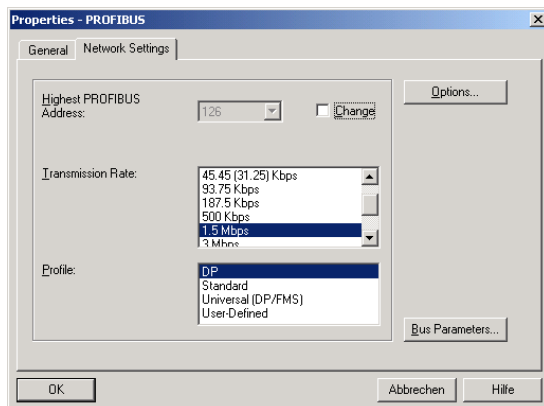 Properties - PROFIBUS
General Network Settings
Highest PROFIBUS
Address:
126
Change
Options...
Transmission Rate:
45.45 (31.25) Kbps
93.75 Kbps
187.5 Kbps
500 Kbps
1.5 Mbps
3 Mbps
Profile:
DP
Standard
Universal (DP/FMS)
User-Defined
Bus Parameters...
OK Abbrechen Hilfe